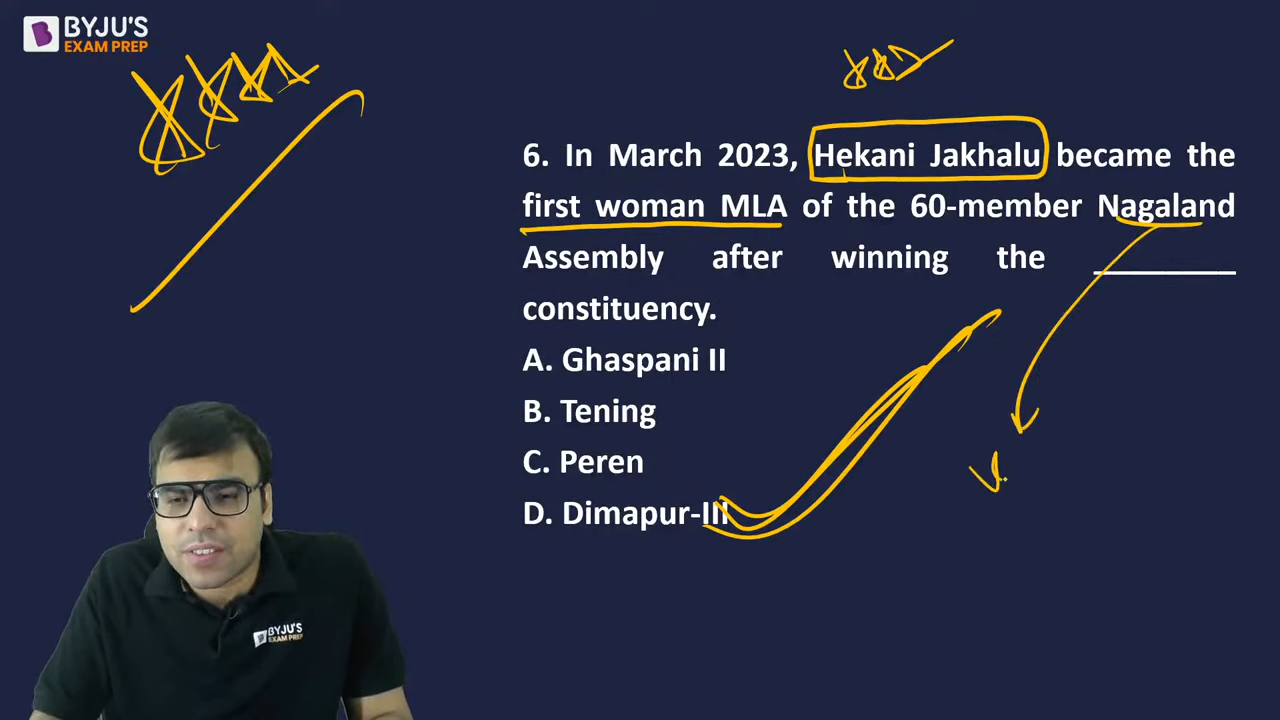 BYJU'S
EXAM PREP
6. In March 2023, Hekani Jakhalu became the
first woman MLA of the 60-member Nagaland
Assembly after winning the ________
constituency.
A. Ghaspani II
B. Tening
C. Peren
D. Dimapur-III
BYJU'S
EXAM PREP